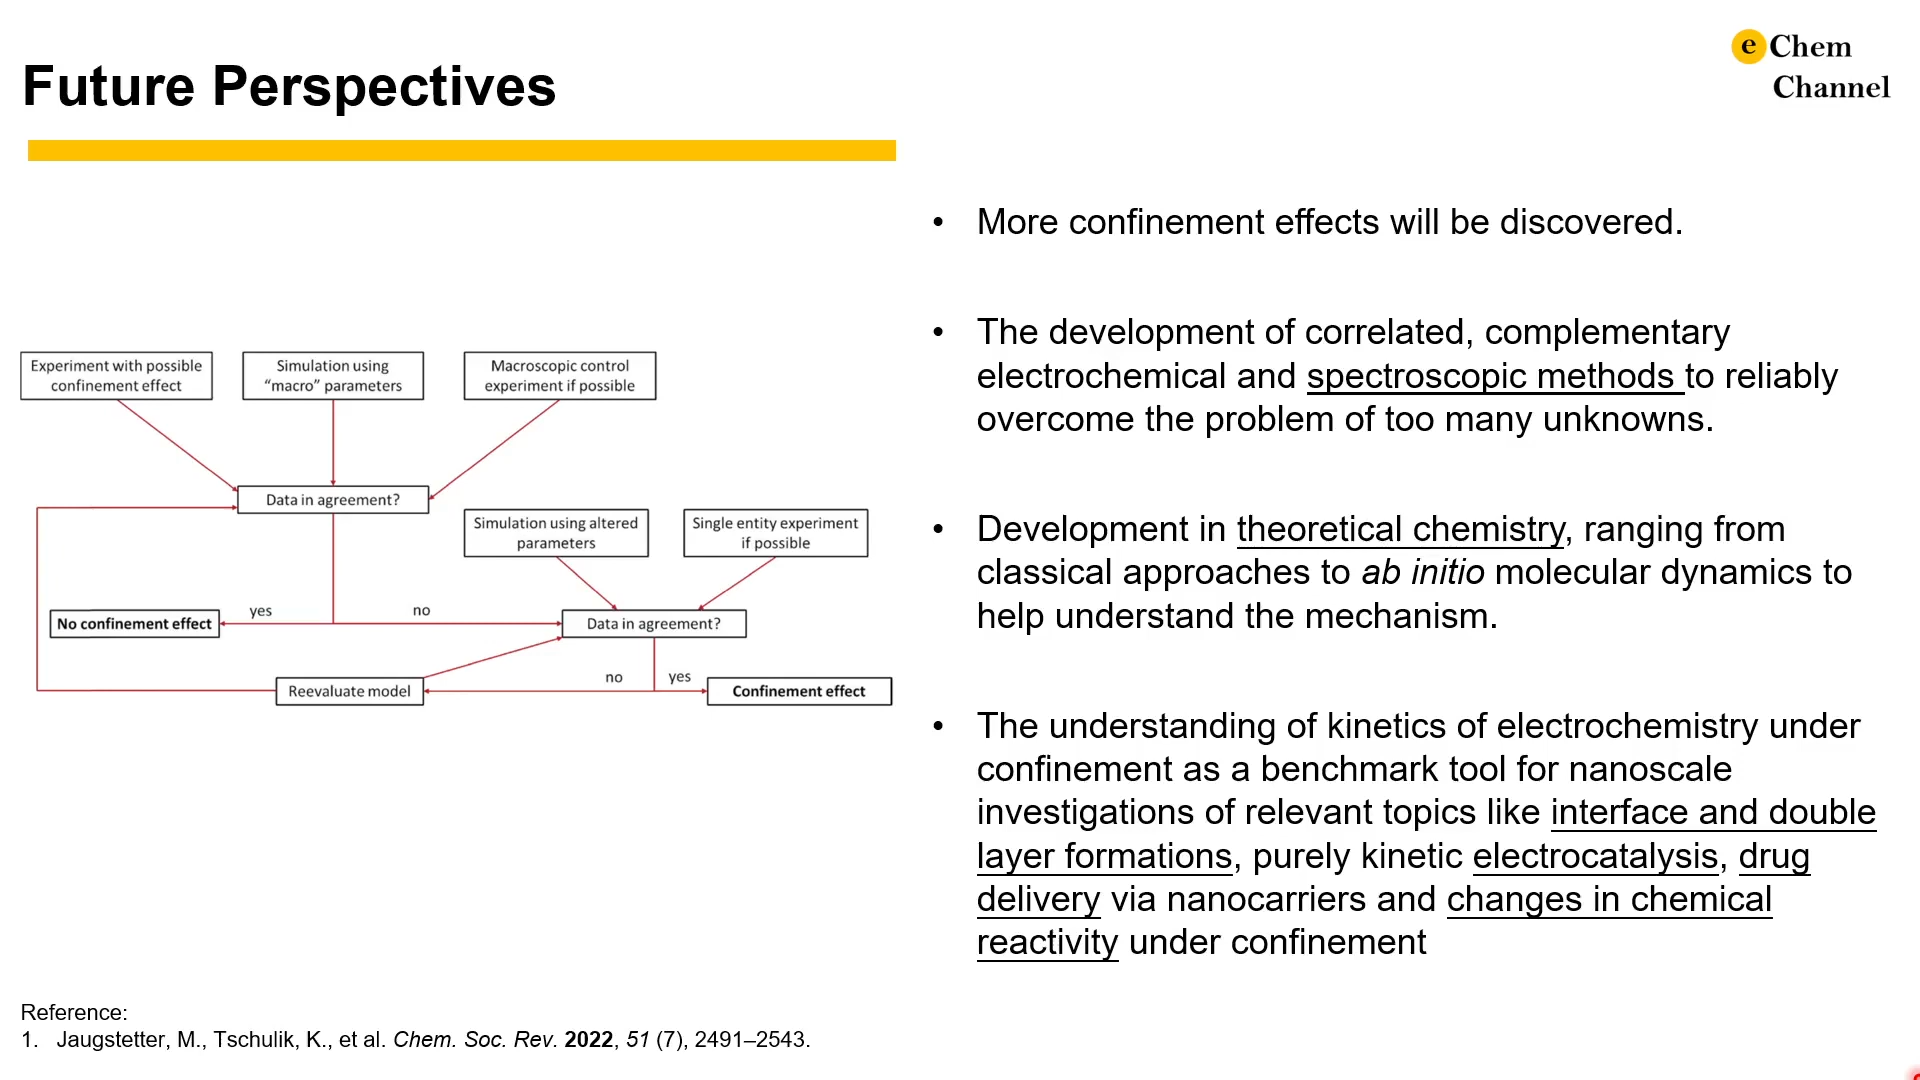 Future Perspectives
e Chem
Channel
Experiment with possible
confinement effect
Simulation using
“macro” parameters
Macroscopic control
experiment if possible
Data in agreement?
Simulation using altered
parameters
Single entity experiment
if possible
No confinement effect
yes
no
Data in agreement?
Reevaluate model
no
yes
Confinement effect
• More confinement effects will be discovered.
• The development of correlated, complementary
electrochemical and spectroscopic methods to reliably
overcome the problem of too many unknowns.
• Development in theoretical chemistry, ranging from
classical approaches to ab initio molecular dynamics to
help understand the mechanism.
• The understanding of kinetics of electrochemistry under
confinement as a benchmark tool for nanoscale
investigations of relevant topics like interface and double
layer formations, purely kinetic electrocatalysis, drug
delivery via nanocarriers and changes in chemical
reactivity under confinement
Reference:
1. Jaugstetter, M., Tschulik, K., et al. Chem. Soc. Rev. 2022, 51 (7), 2491–2543.